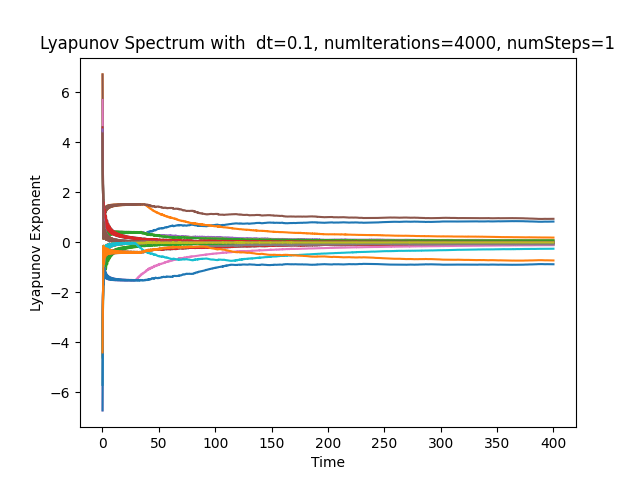 Lyapunov Spectrum with  dt=0.1, numIterations=4000, numSteps=1
6
4
2
0
−2
−4
−6
Lyapunov Exponent
0 50 100 150 200 250 300 350 400
Time